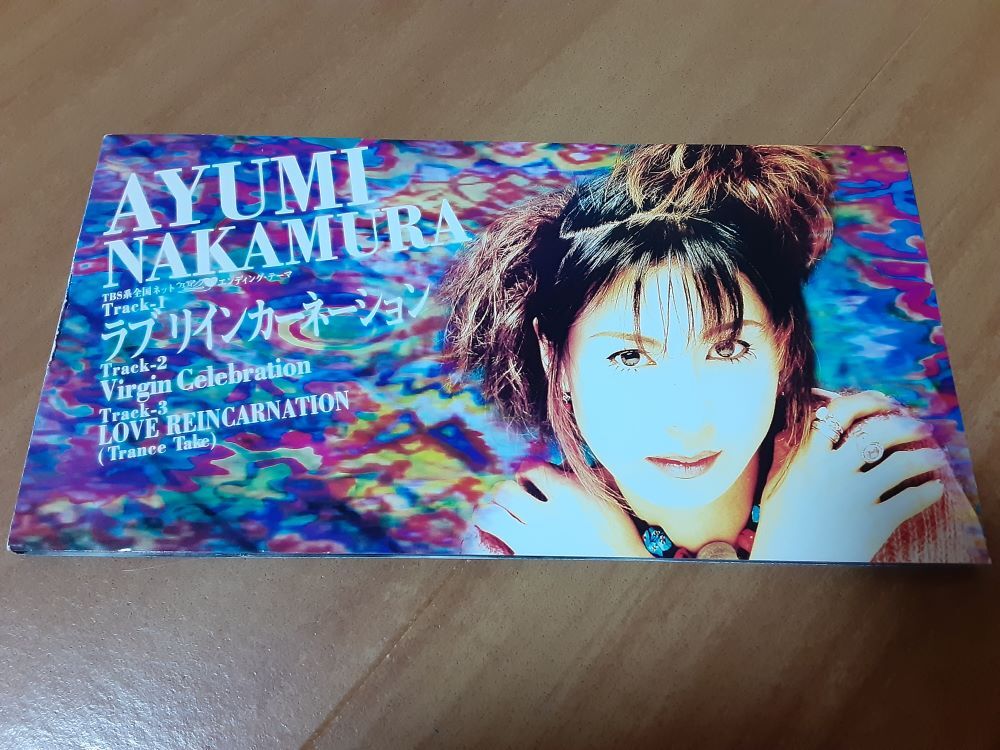 AYUMI
NAKAMURA
TBS系全国ネット エンディング・テーマ
Track-1
ラブ リインカーネーション
Track-2
Virgin Celebration
Track-3
LOVE REINCARNATION
(Trance Take)